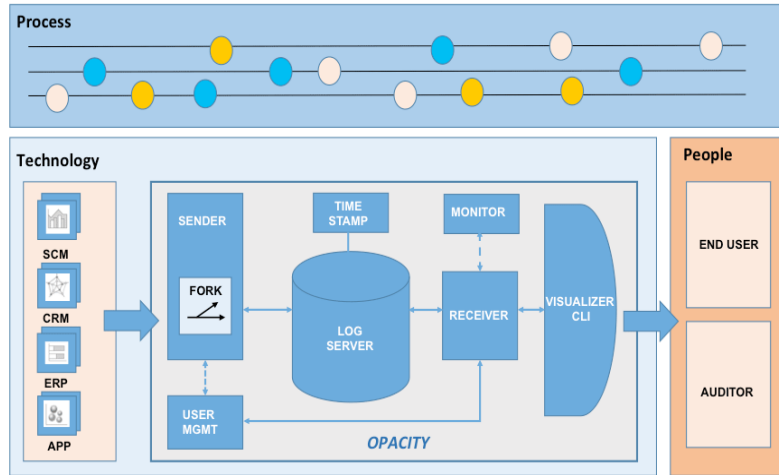 Process
Technology
People
SCM
CRM
ERP
APP
SENDER
FORK
USER
MGMT
TIME
STAMP
LOG
SERVER
MONITOR
RECEIVER
VISUALIZER
CLI
OPACITY
END USER
AUDITOR